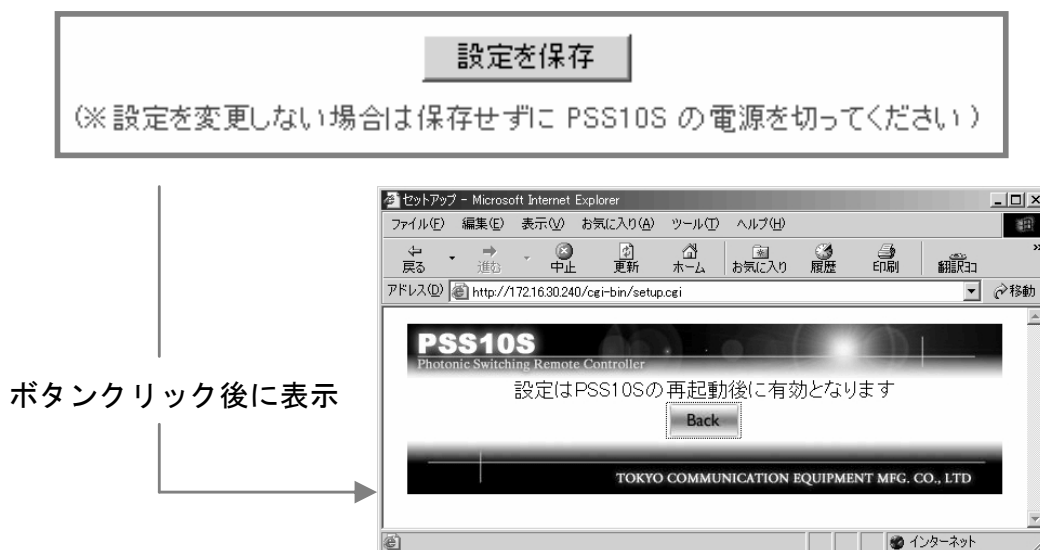 設定を保存
(※設定を変更しない場合は保存せずに PSS10S の電源を切ってください)
セットアップ - Microsoft Internet Explorer
ファイル(F) 編集(E) 表示(V) お気に入り(A) ツール(T) ヘルプ(H)
戻る 進む 中止 更新 ホーム お気に入り 履歴 印刷 翻訳ヨコ
アドレス(D) http://172.16.30.240/cgi-bin/setup.cgi 移動
PSS10S
Photonic Switching Remote Controller
設定はPSS10Sの再起動後に有効となります
Back
TOKYO COMMUNICATION EQUIPMENT MFG. CO., LTD
インターネット
ボタンクリック後に表示